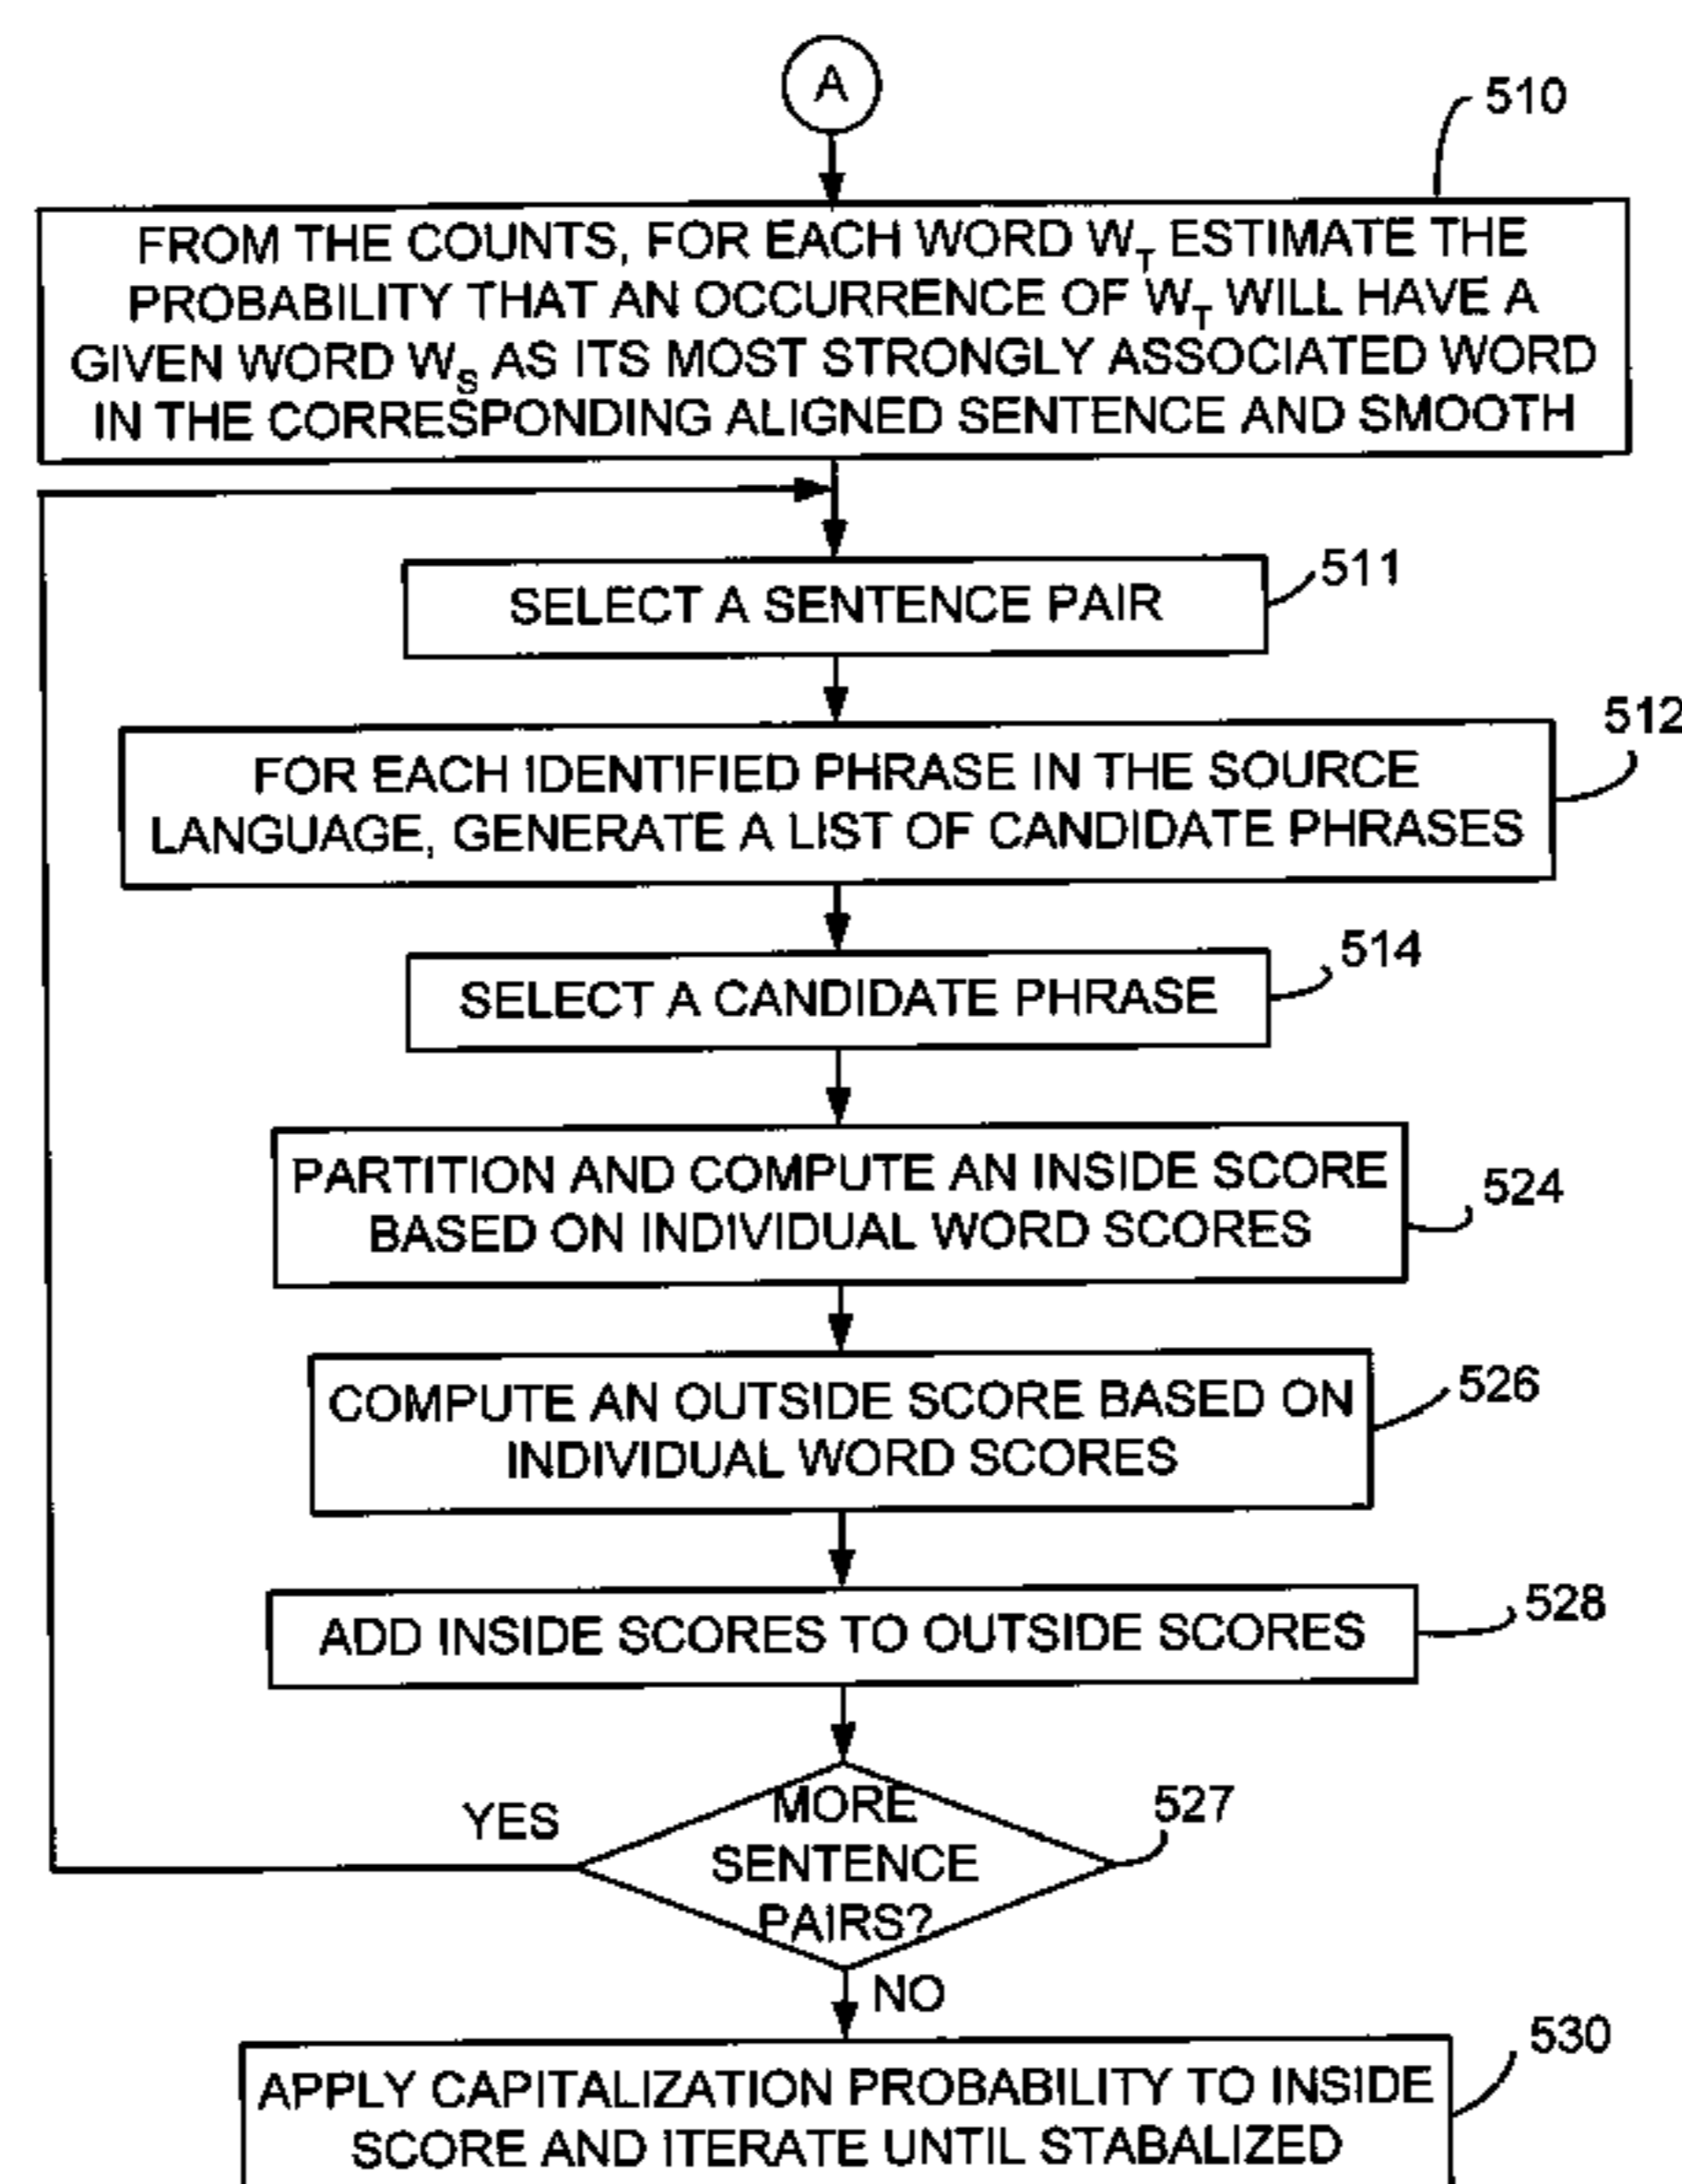 A
510
FROM THE COUNTS, FOR EACH WORD W_T ESTIMATE THE
PROBABILITY THAT AN OCCURRENCE OF W_T WILL HAVE A
GIVEN WORD W_S AS ITS MOST STRONGLY ASSOCIATED WORD
IN THE CORRESPONDING ALIGNED SENTENCE AND SMOOTH
511
SELECT A SENTENCE PAIR
512
FOR EACH IDENTIFIED PHRASE IN THE SOURCE
LANGUAGE, GENERATE A LIST OF CANDIDATE PHRASES
514
SELECT A CANDIDATE PHRASE
PARTITION AND COMPUTE AN INSIDE SCORE
BASED ON INDIVIDUAL WORD SCORES
524
COMPUTE AN OUTSIDE SCORE BASED ON
INDIVIDUAL WORD SCORES
526
ADD INSIDE SCORES TO OUTSIDE SCORES
528
YES
MORE
SENTENCE
PAIRS?
527
NO
530
APPLY CAPITALIZATION PROBABILITY TO INSIDE
SCORE AND ITERATE UNTIL STABALIZED